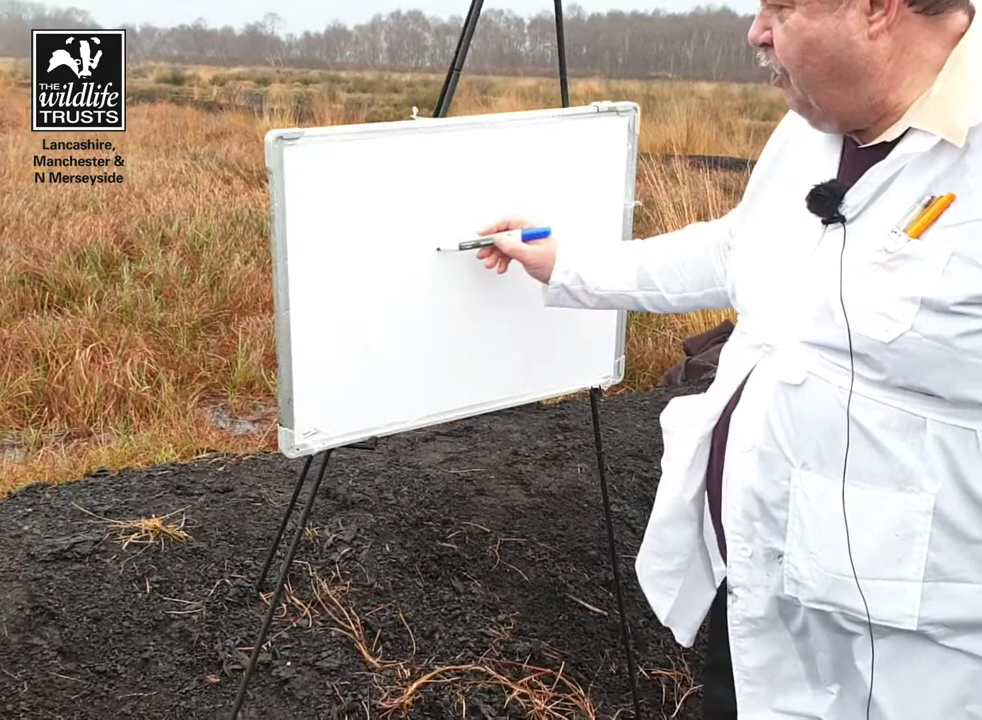 THE
wildlife
TRUSTS
Lancashire,
Manchester &
N Merseyside